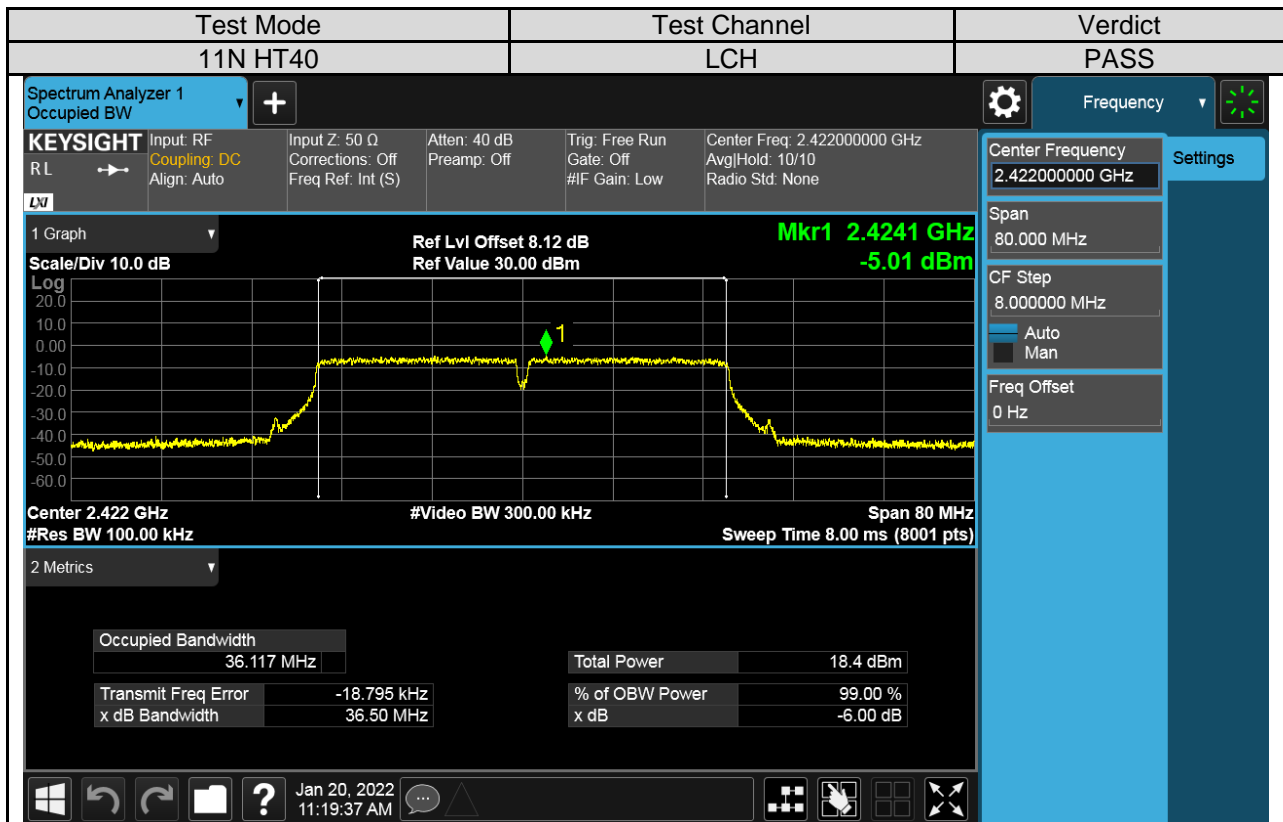 Test Mode Test Channel Verdict
11N HT40 LCH PASS
Spectrum Analyzer 1
Occupied BW
+
Frequency
KEYSIGHT
R L
LXI
Input: RF
Coupling: DC
Align: Auto
Input Z: 50 Ω
Corrections: Off
Freq Ref: Int (S)
Atten: 40 dB
Preamp: Off
Trig: Free Run
Gate: Off
#IF Gain: Low
Center Freq: 2.422000000 GHz
Avg|Hold: 10/10
Radio Std: None
1 Graph
Scale/Div 10.0 dB
Ref Lvl Offset 8.12 dB
Ref Value 30.00 dBm
Mkr1 2.4241 GHz
-5.01 dBm
Log
20.0
10.0
0.00
-10.0
-20.0
-30.0
-40.0
-50.0
-60.0
1
Center 2.422 GHz
#Res BW 100.00 kHz
#Video BW 300.00 kHz
Span 80 MHz
Sweep Time 8.00 ms (8001 pts)
2 Metrics
Occupied Bandwidth
36.117 MHz
Total Power 18.4 dBm
Transmit Freq Error -18.795 kHz
x dB Bandwidth 36.50 MHz
% of OBW Power 99.00 %
x dB -6.00 dB
Center Frequency
2.422000000 GHz
Settings
Span
80.000 MHz
CF Step
8.000000 MHz
Auto
Man
Freq Offset
0 Hz
?
Jan 20, 2022
11:19:37 AM